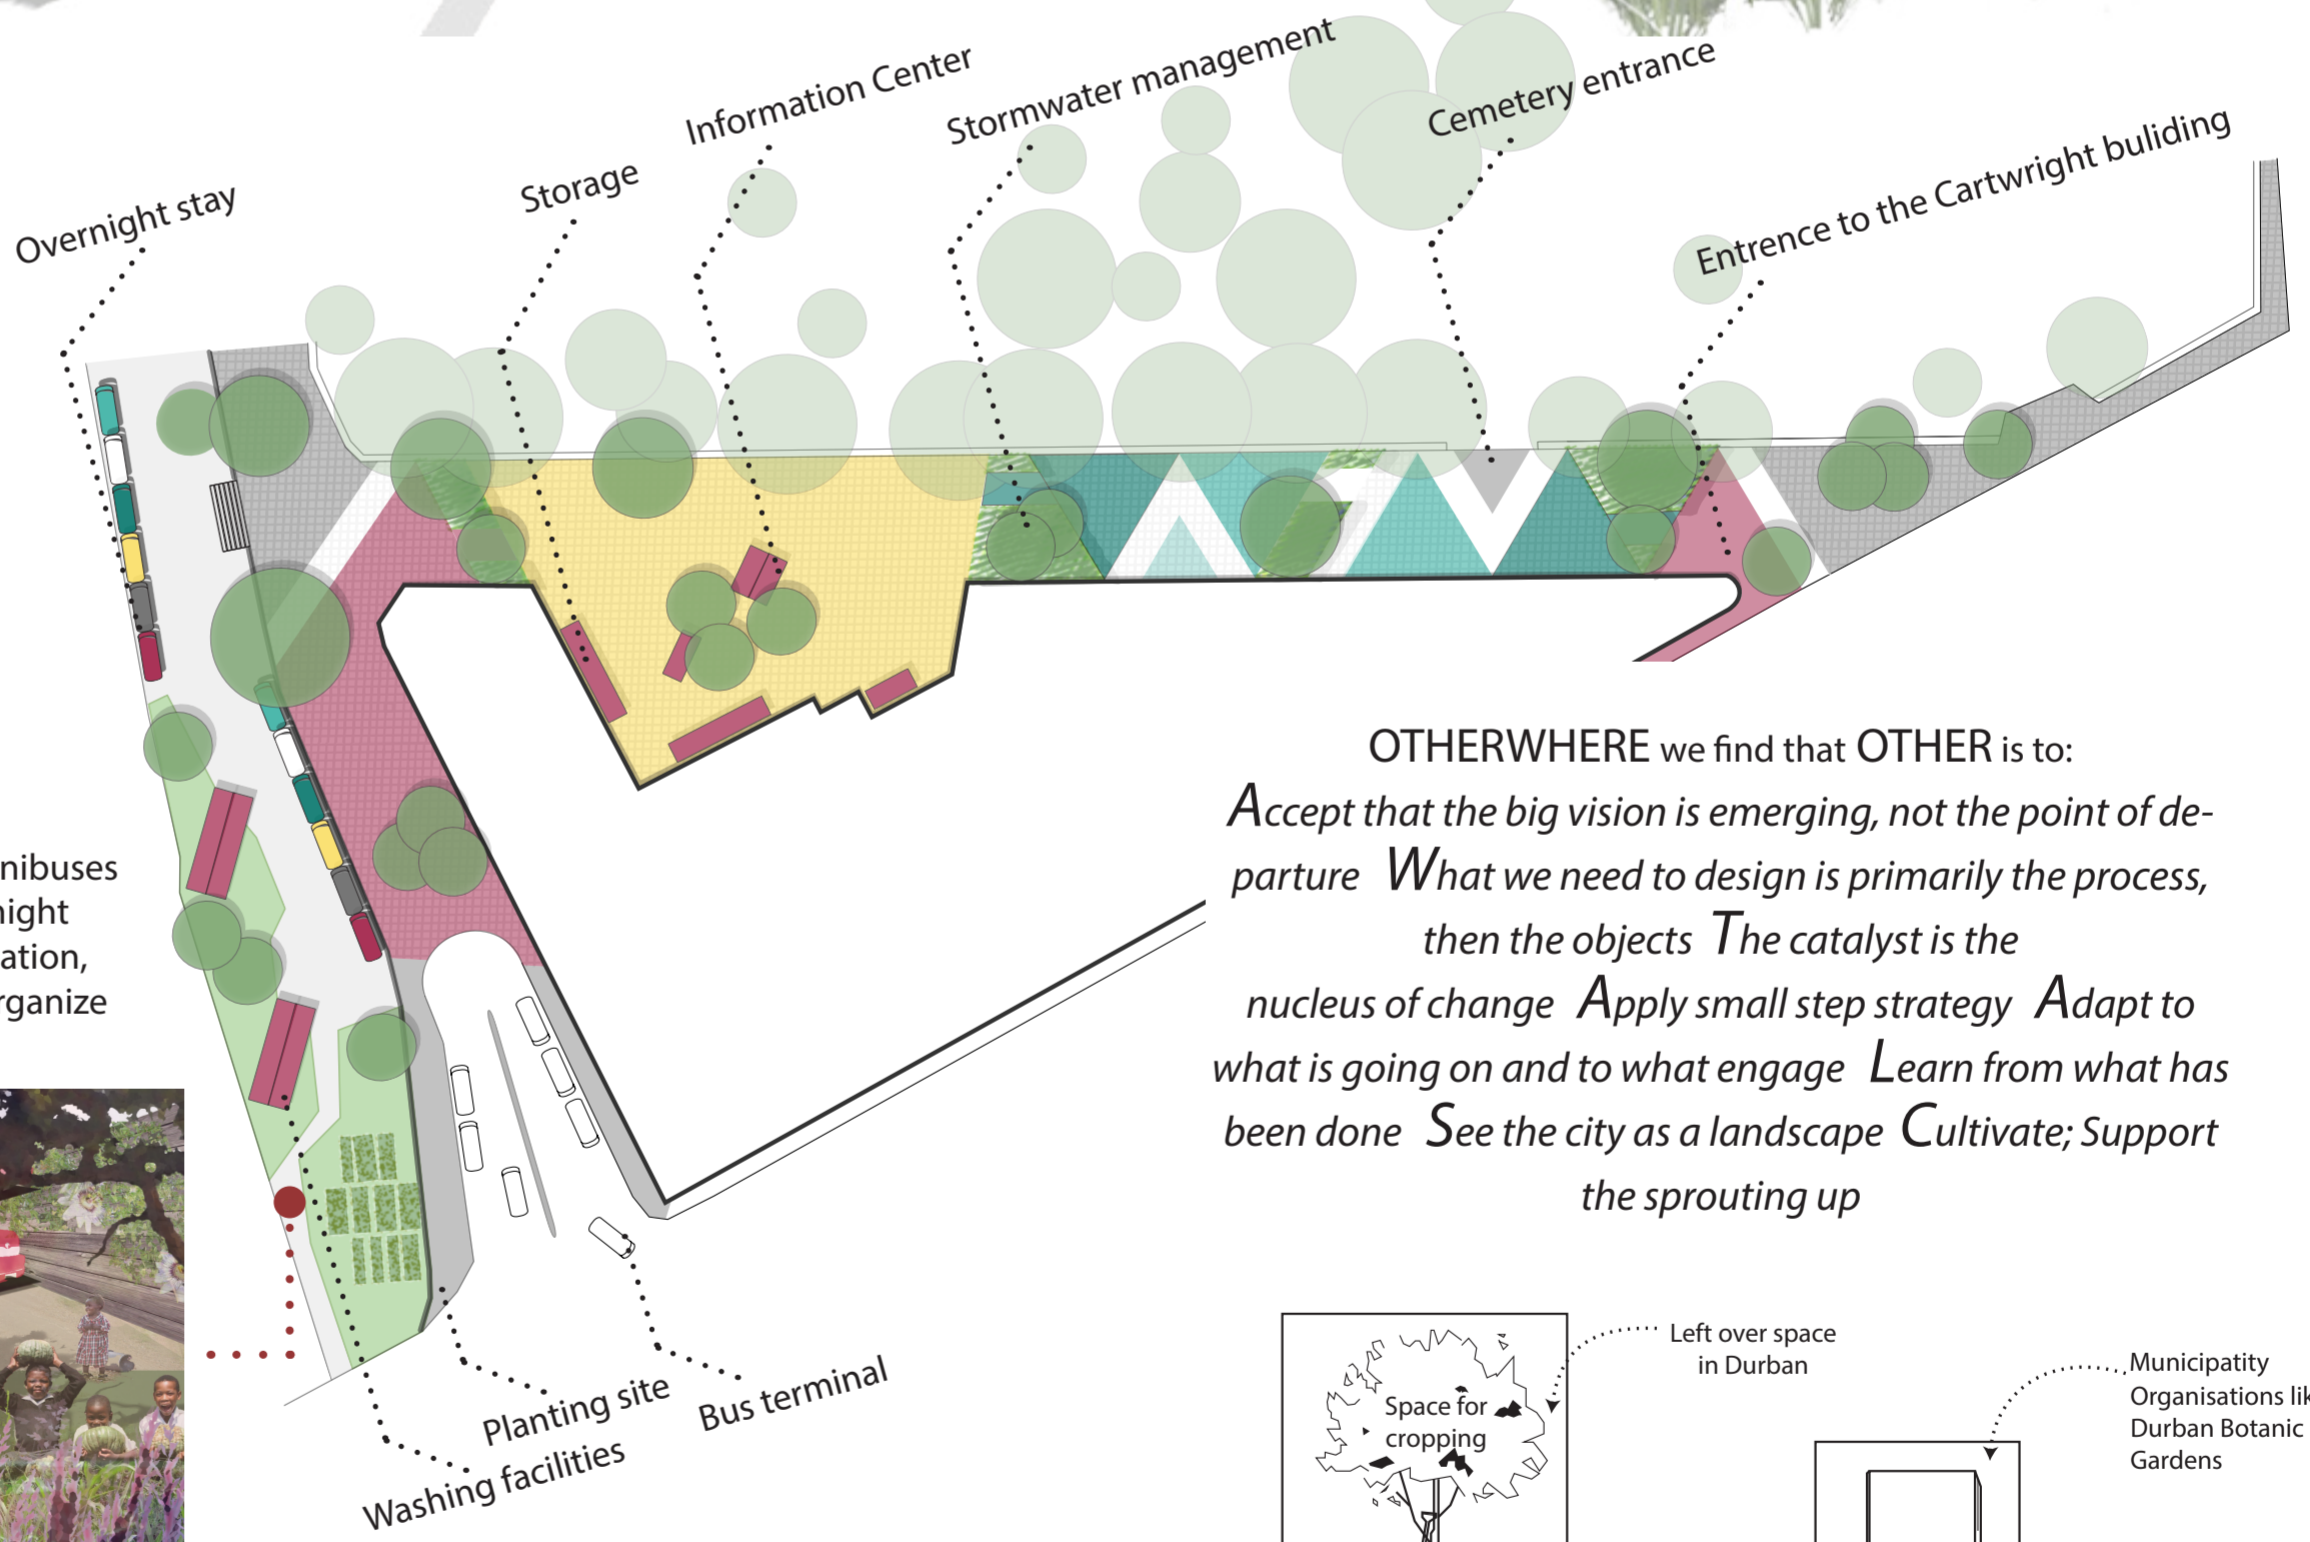 Overnight stay
Storage
Information Center
Stormwater management
Cemetery entrance
Entrence to the Cartwright buliding
nibuses
night
ation,
rganize
OTHERWHERE we find that OTHER is to:
Accept that the big vision is emerging, not the point of de-
parture What we need to design is primarily the process,
then the objects The catalyst is the
nucleus of change Apply small step strategy Adapt to
what is going on and to what engage Learn from what has
been done See the city as a landscape Cultivate; Support
the sprouting up
Planting site
Bus terminal
Washing facilities
Space for
cropping
Left over space
in Durban
Municipatity
Organisations lik
Durban Botanic
Gardens